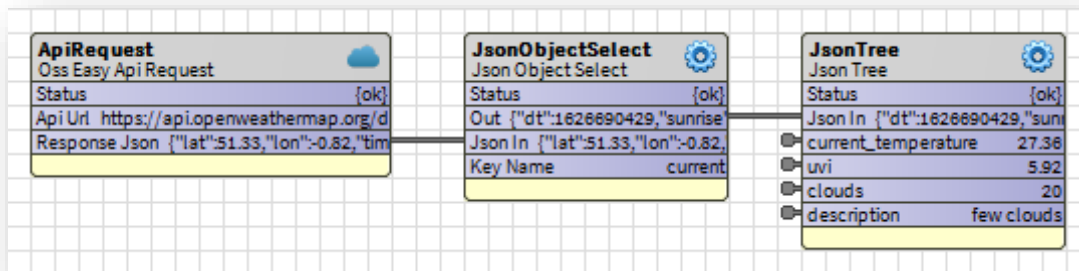 ApiRequest
Oss Easy Api Request
Status {ok}
Api Url https://api.openweathermap.org/d
Response Json {"lat":51.33,"lon":-0.82,"tim
JsonObjectSelect
Json Object Select
Status {ok}
Out {"dt":1626690429,"sunrise"
Json In {"lat":51.33,"lon":-0.82,
Key Name current
JsonTree
Json Tree
Status {ok}
Json In {"dt":1626690429,"sunr
current_temperature 27.36
uvi 5.92
clouds 20
description few clouds